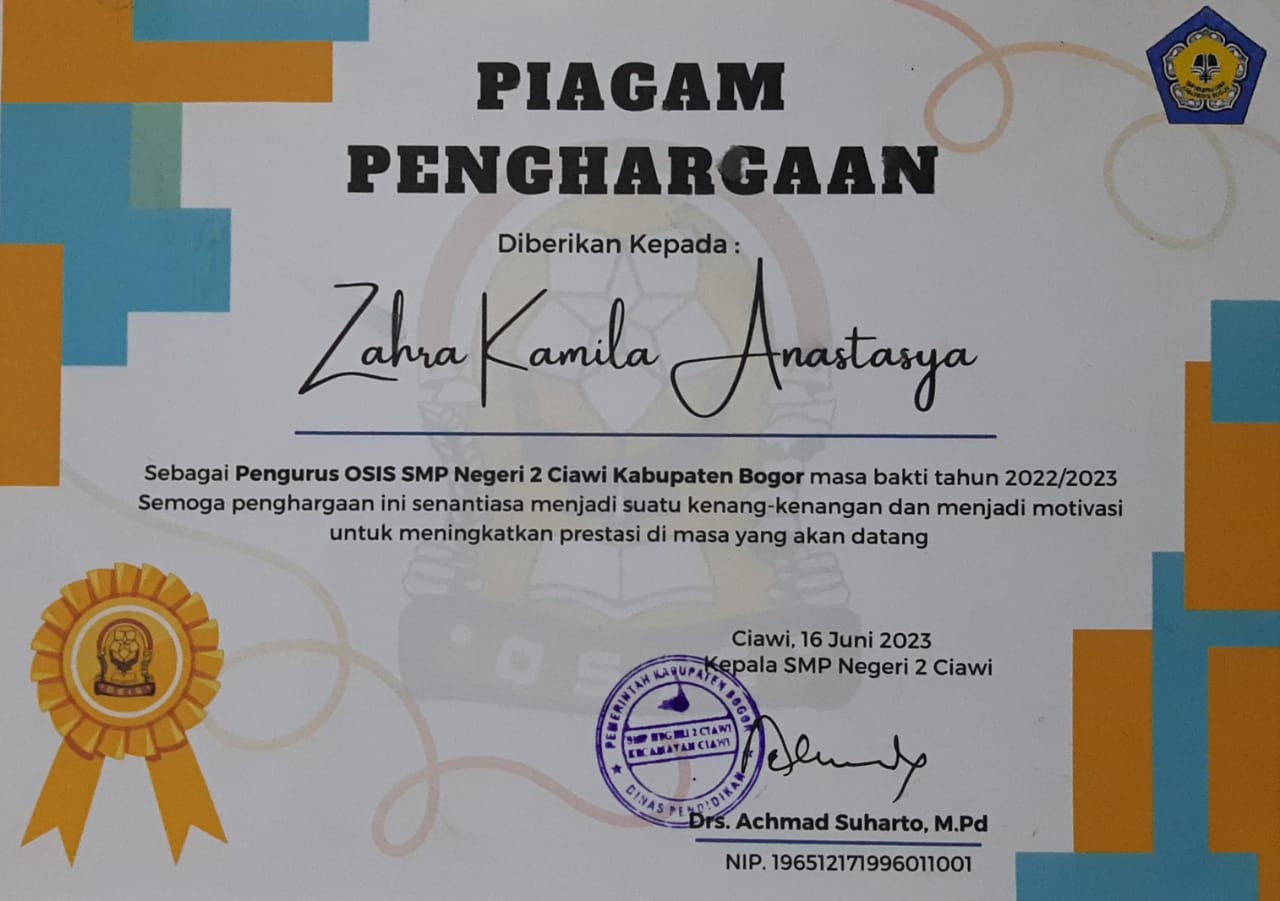 PIAGAM
PENGHARGAAN
Diberikan Kepada :
Zahra Kamila Anastasya
Sebagai Pengurus OSIS SMP Negeri 2 Ciawi Kabupaten Bogor masa bakti tahun 2022/2023
Semoga penghargaan ini senantiasa menjadi suatu kenang-kenangan dan menjadi motivasi
untuk meningkatkan prestasi di masa yang akan datang
OSIS
Ciawi, 16 Juni 2023
Kepala SMP Negeri 2 Ciawi
PEMERINTAH KABUPATEN BOGOR
SMP NEGERI 2 CIAWI
KECAMATAN CIAWI
DINAS PENDIDIKAN
Drs. Achmad Suharto, M.Pd
NIP. 196512171996011001